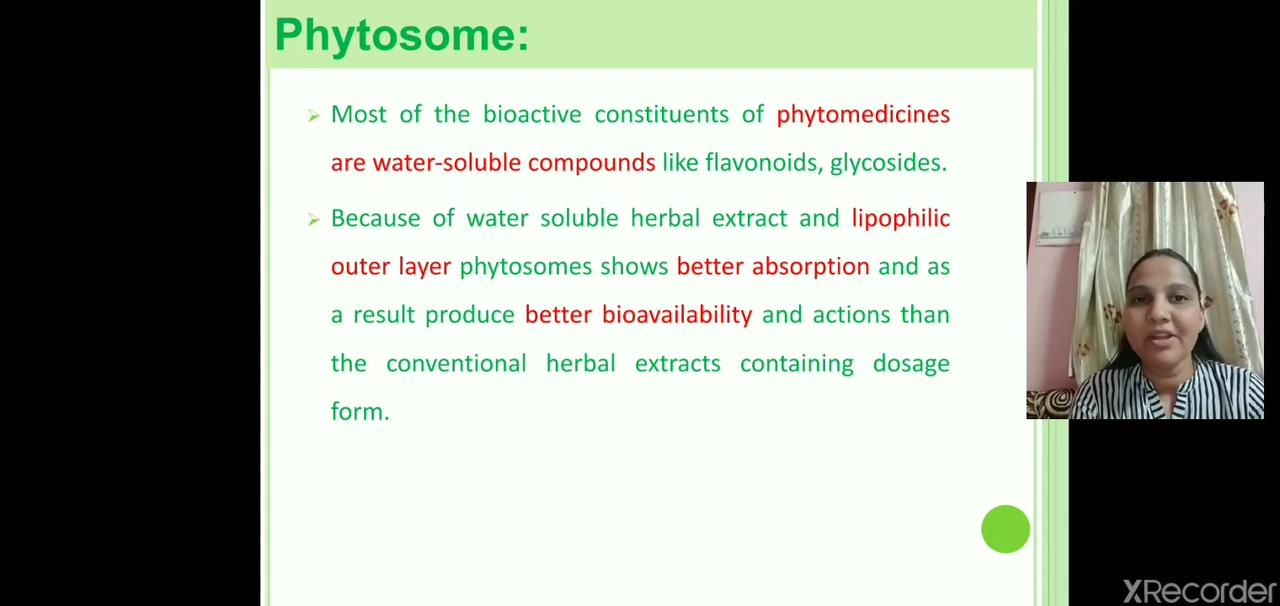 Phytosome:
Most of the bioactive constituents of phytomedicines
are water-soluble compounds like flavonoids, glycosides.
Because of water soluble herbal extract and lipophilic
outer layer phytosomes shows better absorption and as
a result produce better bioavailability and actions than
the conventional herbal extracts containing dosage
form.
XRecorder